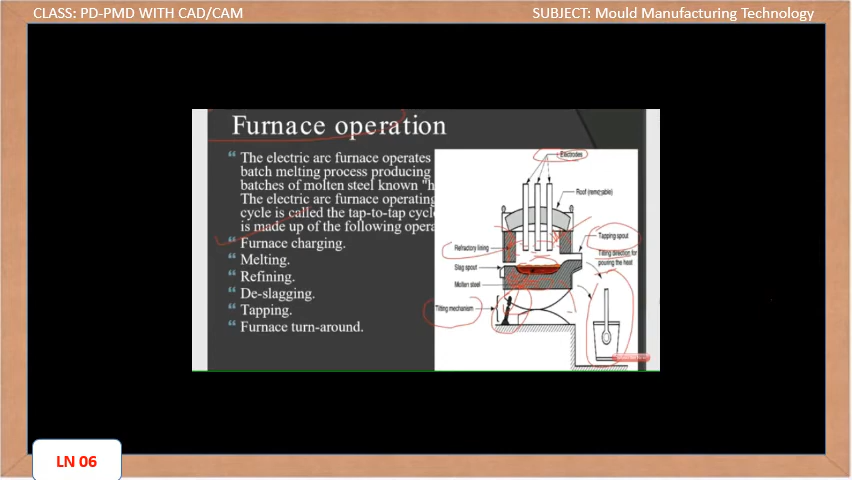 CLASS: PD-PMD WITH CAD/CAM
SUBJECT: Mould Manufacturing Technology
Furnace operation
The electric arc furnace operates
batch melting process producing
batches of molten steel known "h
The electric arc furnace operating
cycle is called the tap-to-tap cycle
is made up of the following opera
Furnace charging.
Melting.
Refining.
De-slagging.
Tapping.
Furnace turn-around.
Electrodes
Roof (removable)
Tapping spout
Tilting direction for
pouring the heat
Refractory lining
Slag spout
Molten steel
Tilting mechanism
LN 06